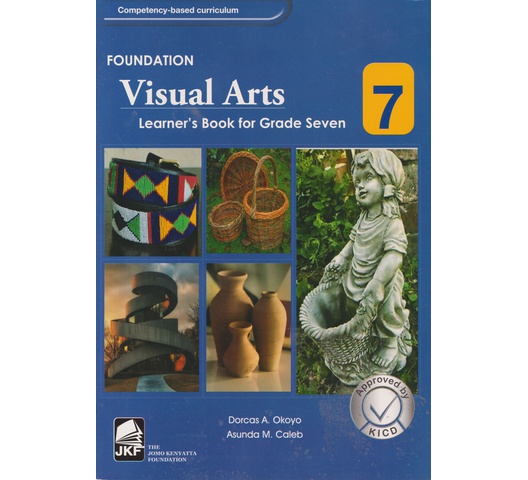 Competency-based curriculum
FOUNDATION
Visual Arts
7
Learner's Book for Grade Seven
Approved by
KICD
Dorcas A. Okoyo
Asunda M. Caleb
JKF
THE
JOMO KENYATTA
FOUNDATION